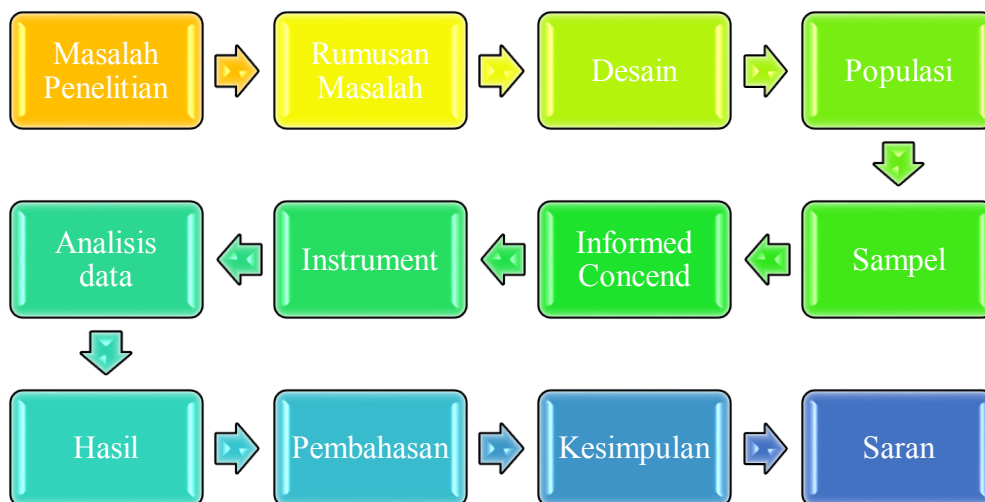 Masalah
Penelitian
Rumusan
Masalah
Desain
Populasi
Sampel
Informed
Concend
Instrument
Analisis
data
Hasil
Pembahasan
Kesimpulan
Saran